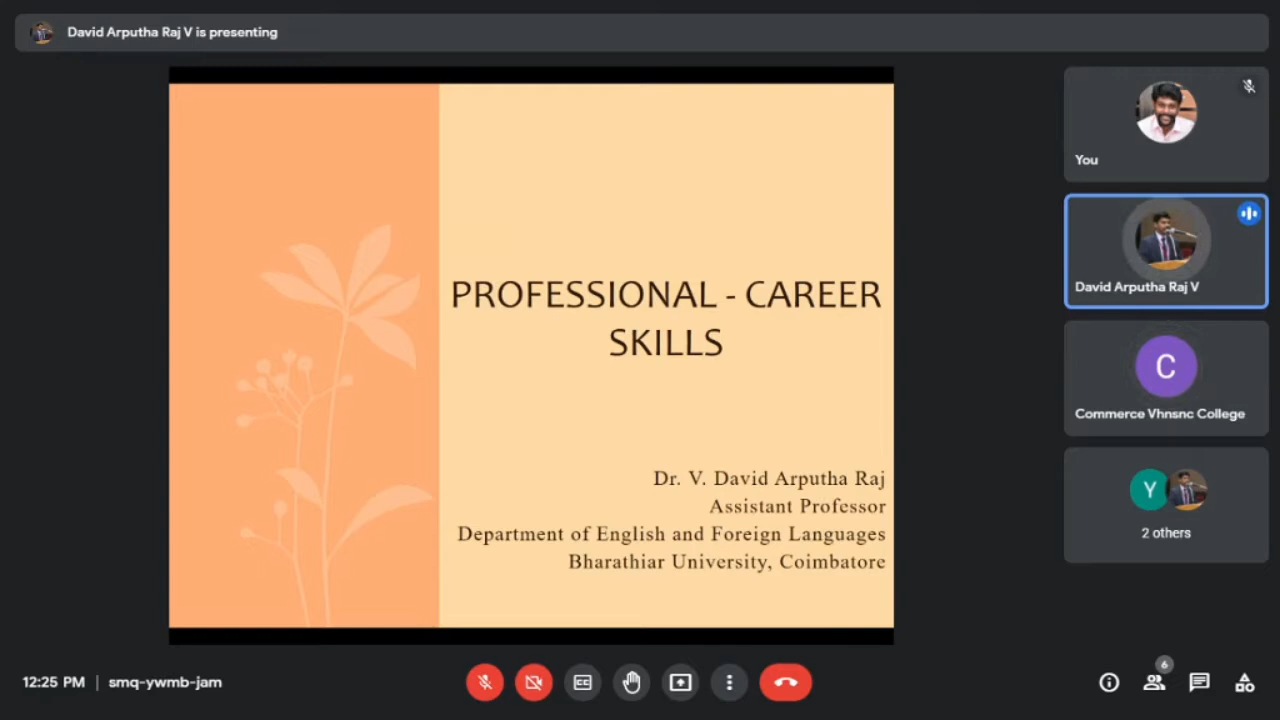 David Arputha Raj V is presenting
PROFESSIONAL - CAREER
SKILLS
Dr. V. David Arputha Raj
Assistant Professor
Department of English and Foreign Languages
Bharathiar University, Coimbatore
You
David Arputha Raj V
C
Commerce Vhnsnc College
Y
2 others
12:25 PM | smq-ywmb-jam
CC
6